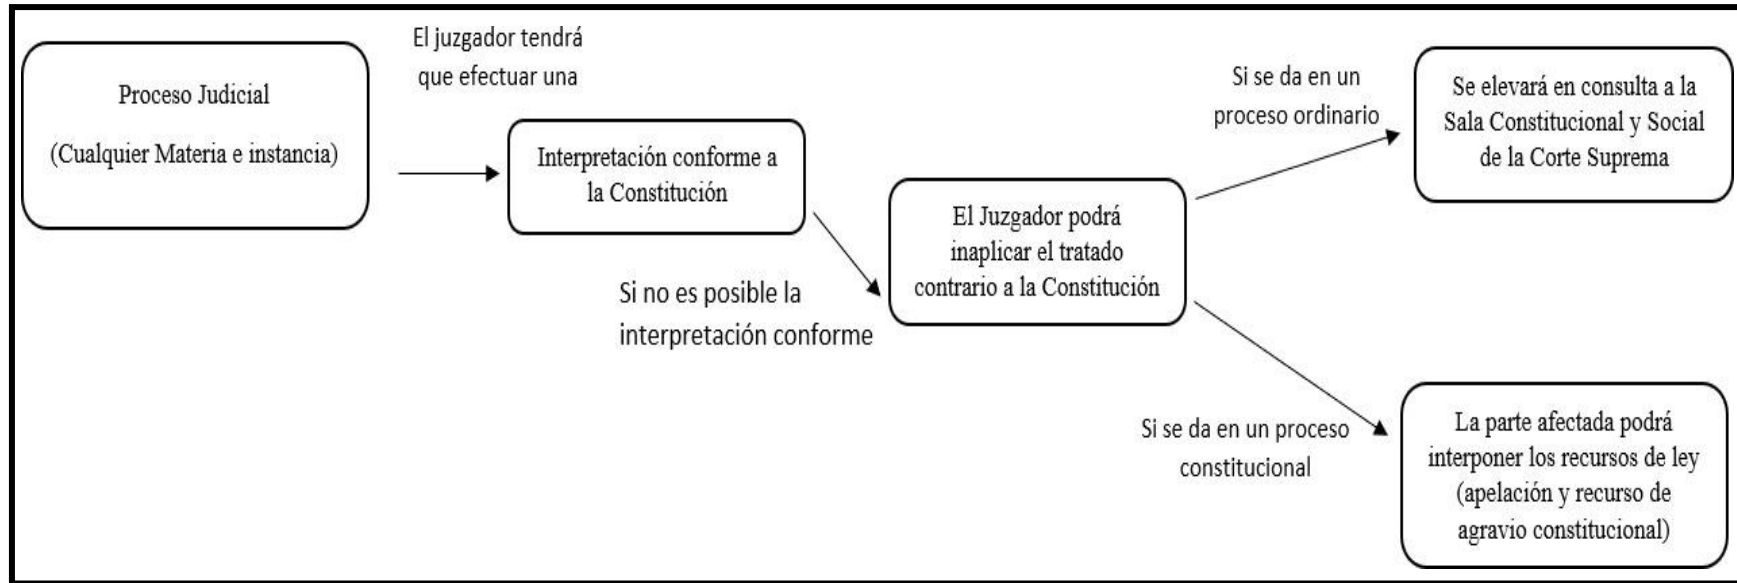 Proceso Judicial
(Cualquier Materia e instancia)
El juzgador tendrá
que efectuar una
Interpretación conforme a
la Constitución
Si no es posible la
interpretación conforme
El Juzgador podrá
inaplicar el tratado
contrario a la Constitución
Si se da en un
proceso ordinario
Se elevará en consulta a la
Sala Constitucional y Social
de la Corte Suprema
Si se da en un proceso
constitucional
La parte afectada podrá
interponer los recursos de ley
(apelación y recurso de
agravio constitucional)